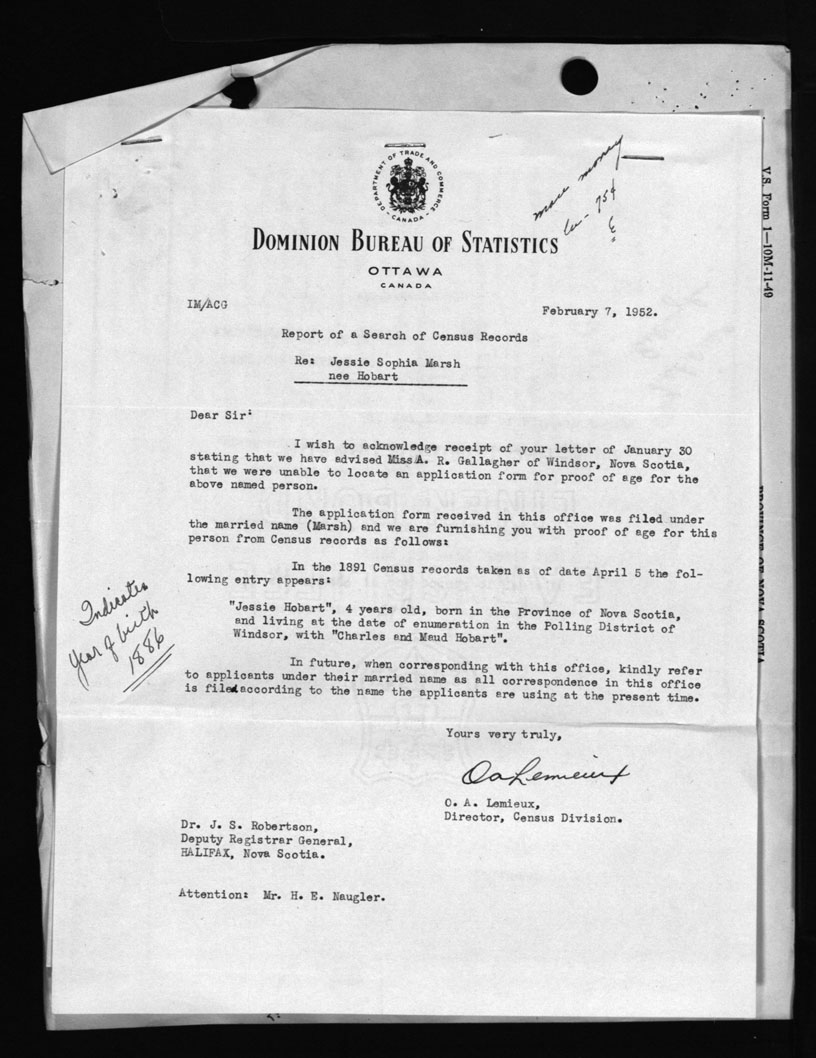 DEPARTMENT OF TRADE AND COMMERCE
- CANADA -
more money
75¢
DOMINION BUREAU OF STATISTICS
OTTAWA
CANADA
V.S. Form 1—10M-11-49
IM/ACG
February 7, 1952.
Report of a Search of Census Records
Re: Jessie Sophia Marsh
nee Hobart
Dear Sir:
I wish to acknowledge receipt of your letter of January 30
stating that we have advised Miss A. R. Gallagher of Windsor, Nova Scotia,
that we were unable to locate an application form for proof of age for the
above named person.
The application form received in this office was filed under
the married name (Marsh) and we are furnishing you with proof of age for this
person from Census records as follows:
In the 1891 Census records taken as of date April 5 the fol-
lowing entry appears:
"Jessie Hobart", 4 years old, born in the Province of Nova Scotia,
and living at the date of enumeration in the Polling District of
Windsor, with "Charles and Maud Hobart".
Indicates
year of birth
1886
PROVINCE OF NOVA SCOTIA
In future, when corresponding with this office, kindly refer
to applicants under their married name as all correspondence in this office
is filed according to the name the applicants are using at the present time.
Yours very truly,
OALemieux
O. A. Lemieux,
Director, Census Division.
Dr. J. S. Robertson,
Deputy Registrar General,
HALIFAX, Nova Scotia.
Attention: Mr. H. E. Naugler.